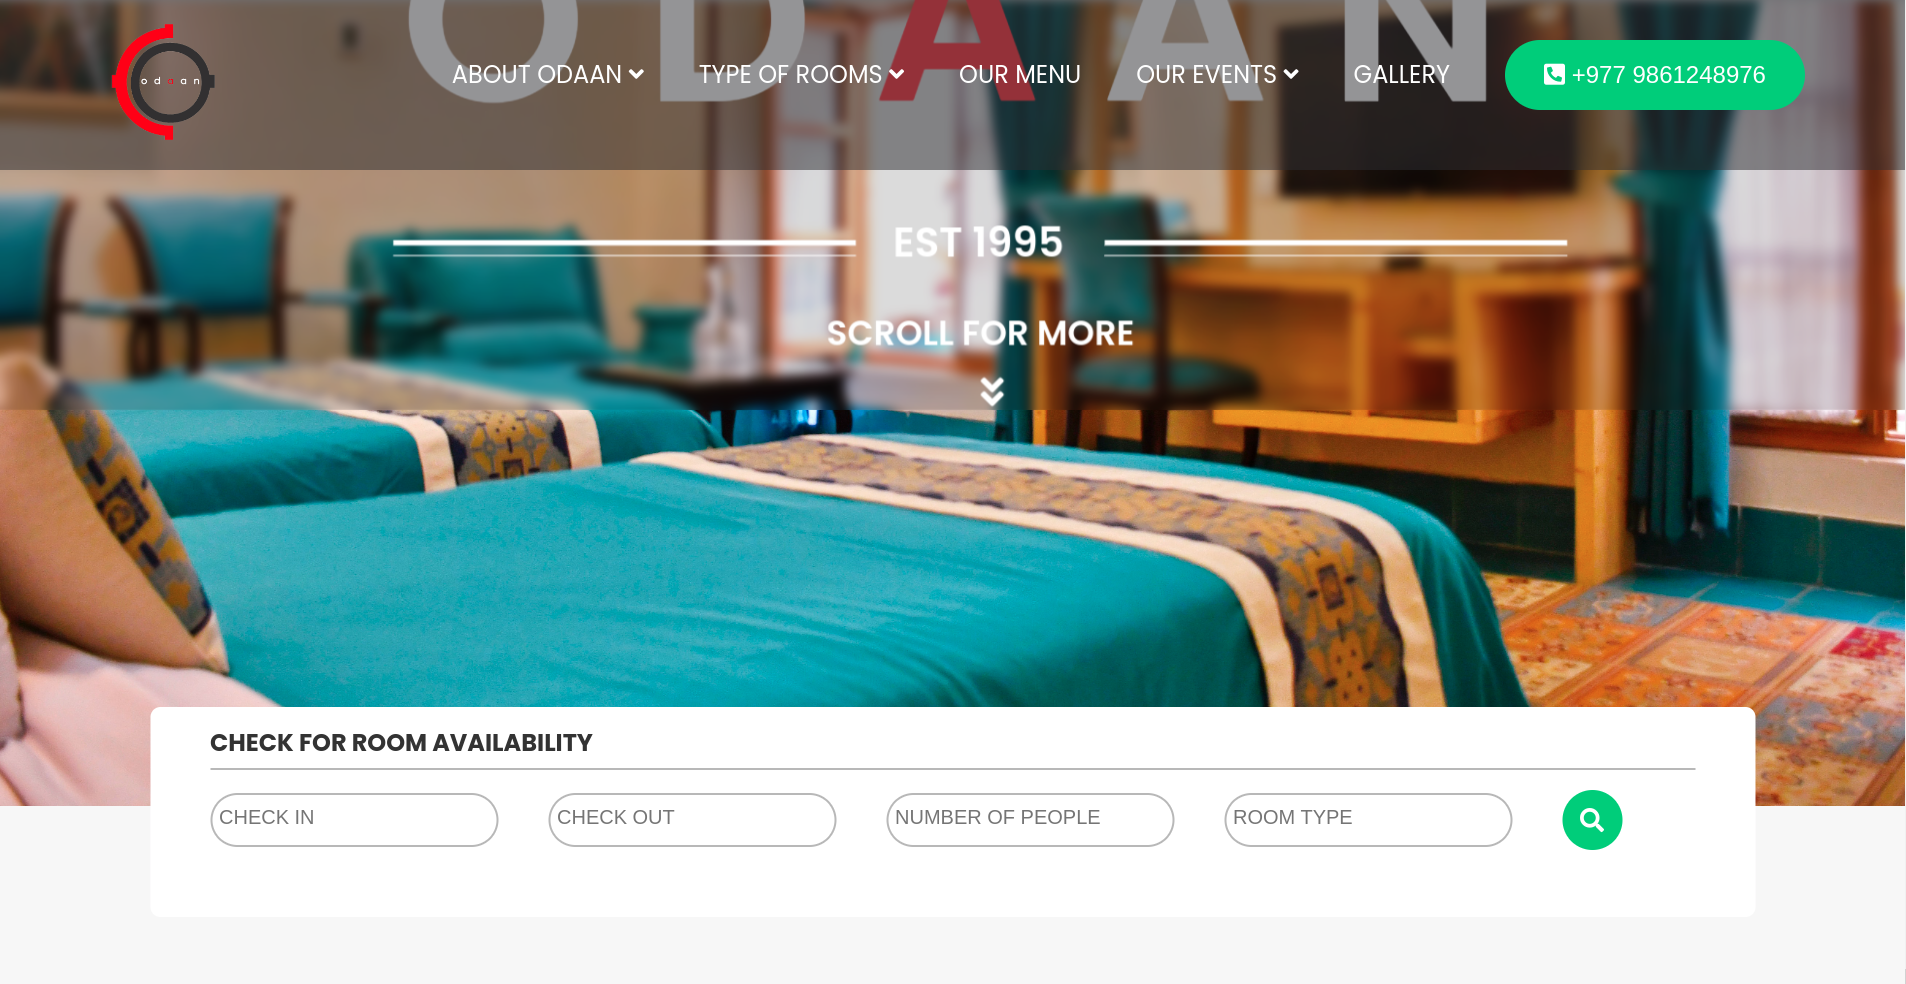 ODAAN
odaan
ABOUT ODAAN
TYPE OF ROOMS
OUR MENU
OUR EVENTS
GALLERY
+977 9861248976
EST 1995
SCROLL FOR MORE
CHECK FOR ROOM AVAILABILITY
CHECK IN
CHECK OUT
NUMBER OF PEOPLE
ROOM TYPE